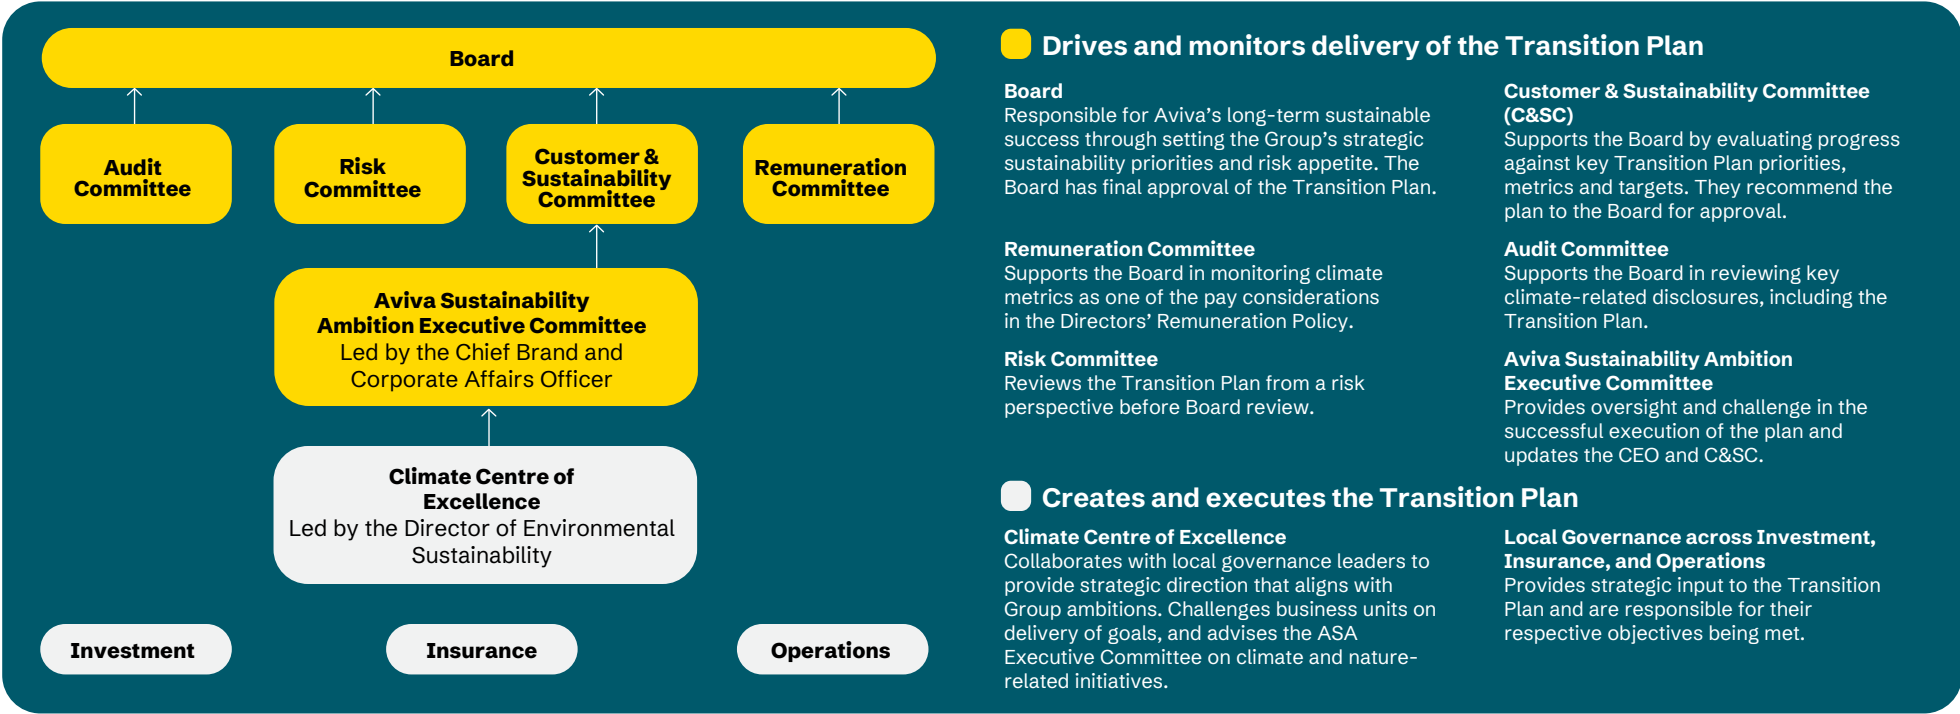 Board
Audit
Committee
Risk
Committee
Customer &
Sustainability
Committee
Remuneration
Committee
Aviva Sustainability
Ambition Executive Committee
Led by the Chief Brand and
Corporate Affairs Officer
Climate Centre of
Excellence
Led by the Director of Environmental
Sustainability
Investment
Insurance
Operations
Drives and monitors delivery of the Transition Plan
Board
Responsible for Aviva’s long-term sustainable
success through setting the Group’s strategic
sustainability priorities and risk appetite. The
Board has final approval of the Transition Plan.
Customer & Sustainability Committee
(C&SC)
Supports the Board by evaluating progress
against key Transition Plan priorities,
metrics and targets. They recommend the
plan to the Board for approval.
Remuneration Committee
Supports the Board in monitoring climate
metrics as one of the pay considerations
in the Directors’ Remuneration Policy.
Audit Committee
Supports the Board in reviewing key
climate-related disclosures, including the
Transition Plan.
Risk Committee
Reviews the Transition Plan from a risk
perspective before Board review.
Aviva Sustainability Ambition
Executive Committee
Provides oversight and challenge in the
successful execution of the plan and
updates the CEO and C&SC.
Creates and executes the Transition Plan
Climate Centre of Excellence
Collaborates with local governance leaders to
provide strategic direction that aligns with
Group ambitions. Challenges business units on
delivery of goals, and advises the ASA
Executive Committee on climate and nature-
related initiatives.
Local Governance across Investment,
Insurance, and Operations
Provides strategic input to the Transition
Plan and are responsible for their
respective objectives being met.